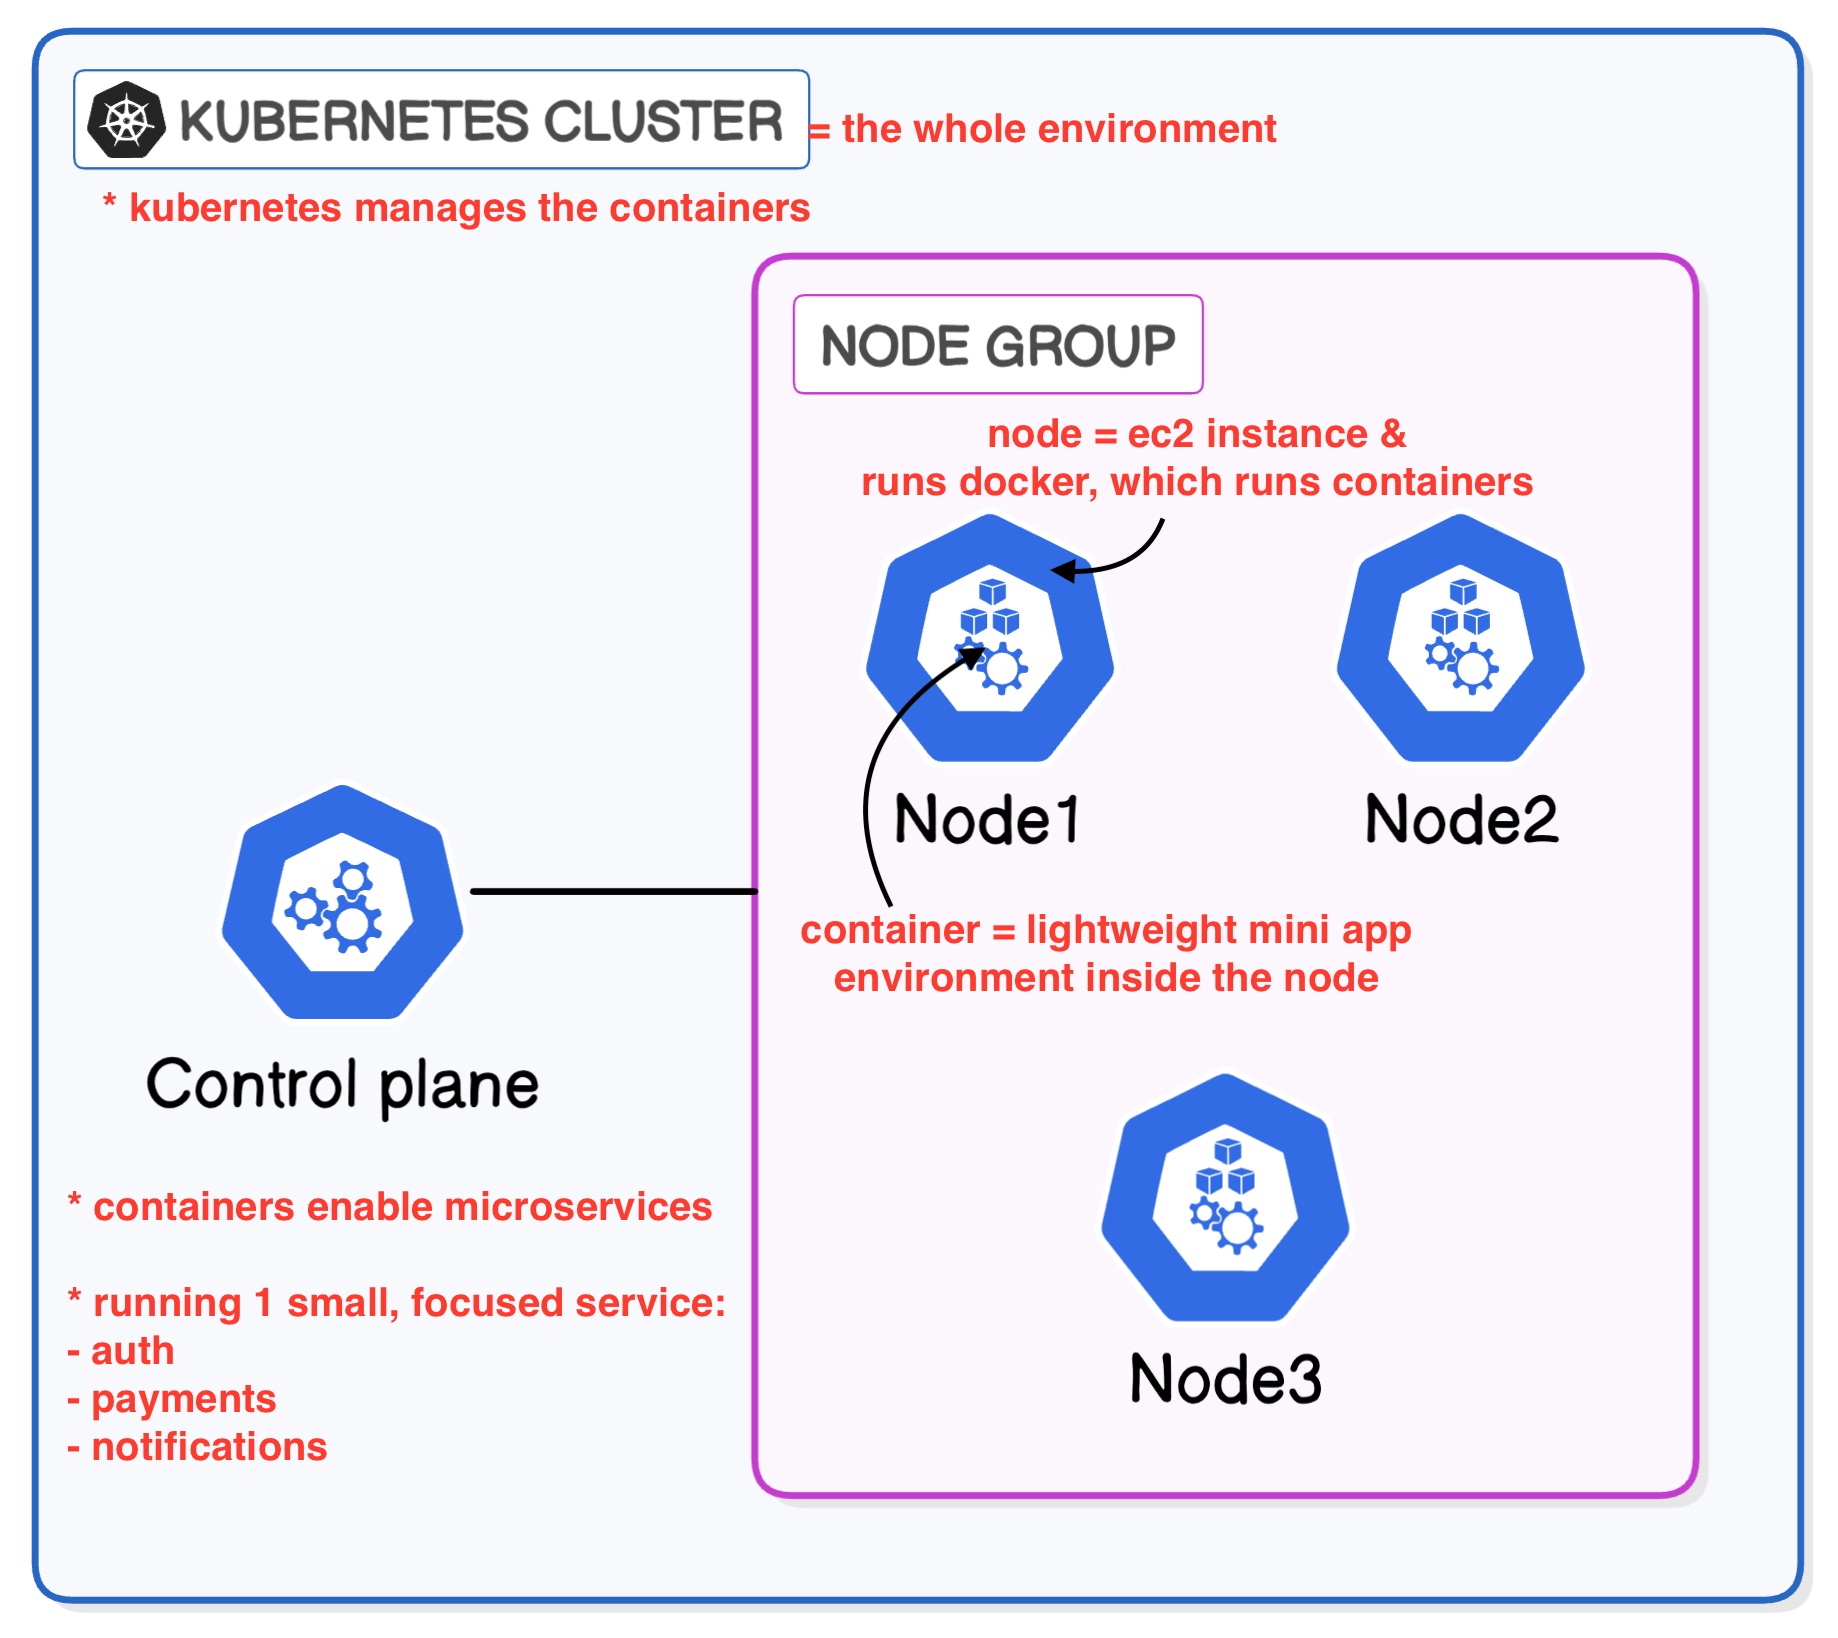 KUBERNETES CLUSTER = the whole environment
* kubernetes manages the containers
NODE GROUP
node = ec2 instance &
runs docker, which runs containers
Node1
Node2
container = lightweight mini app
environment inside the node
Control plane
Node3
* containers enable microservices
* running 1 small, focused service:
- auth
- payments
- notifications